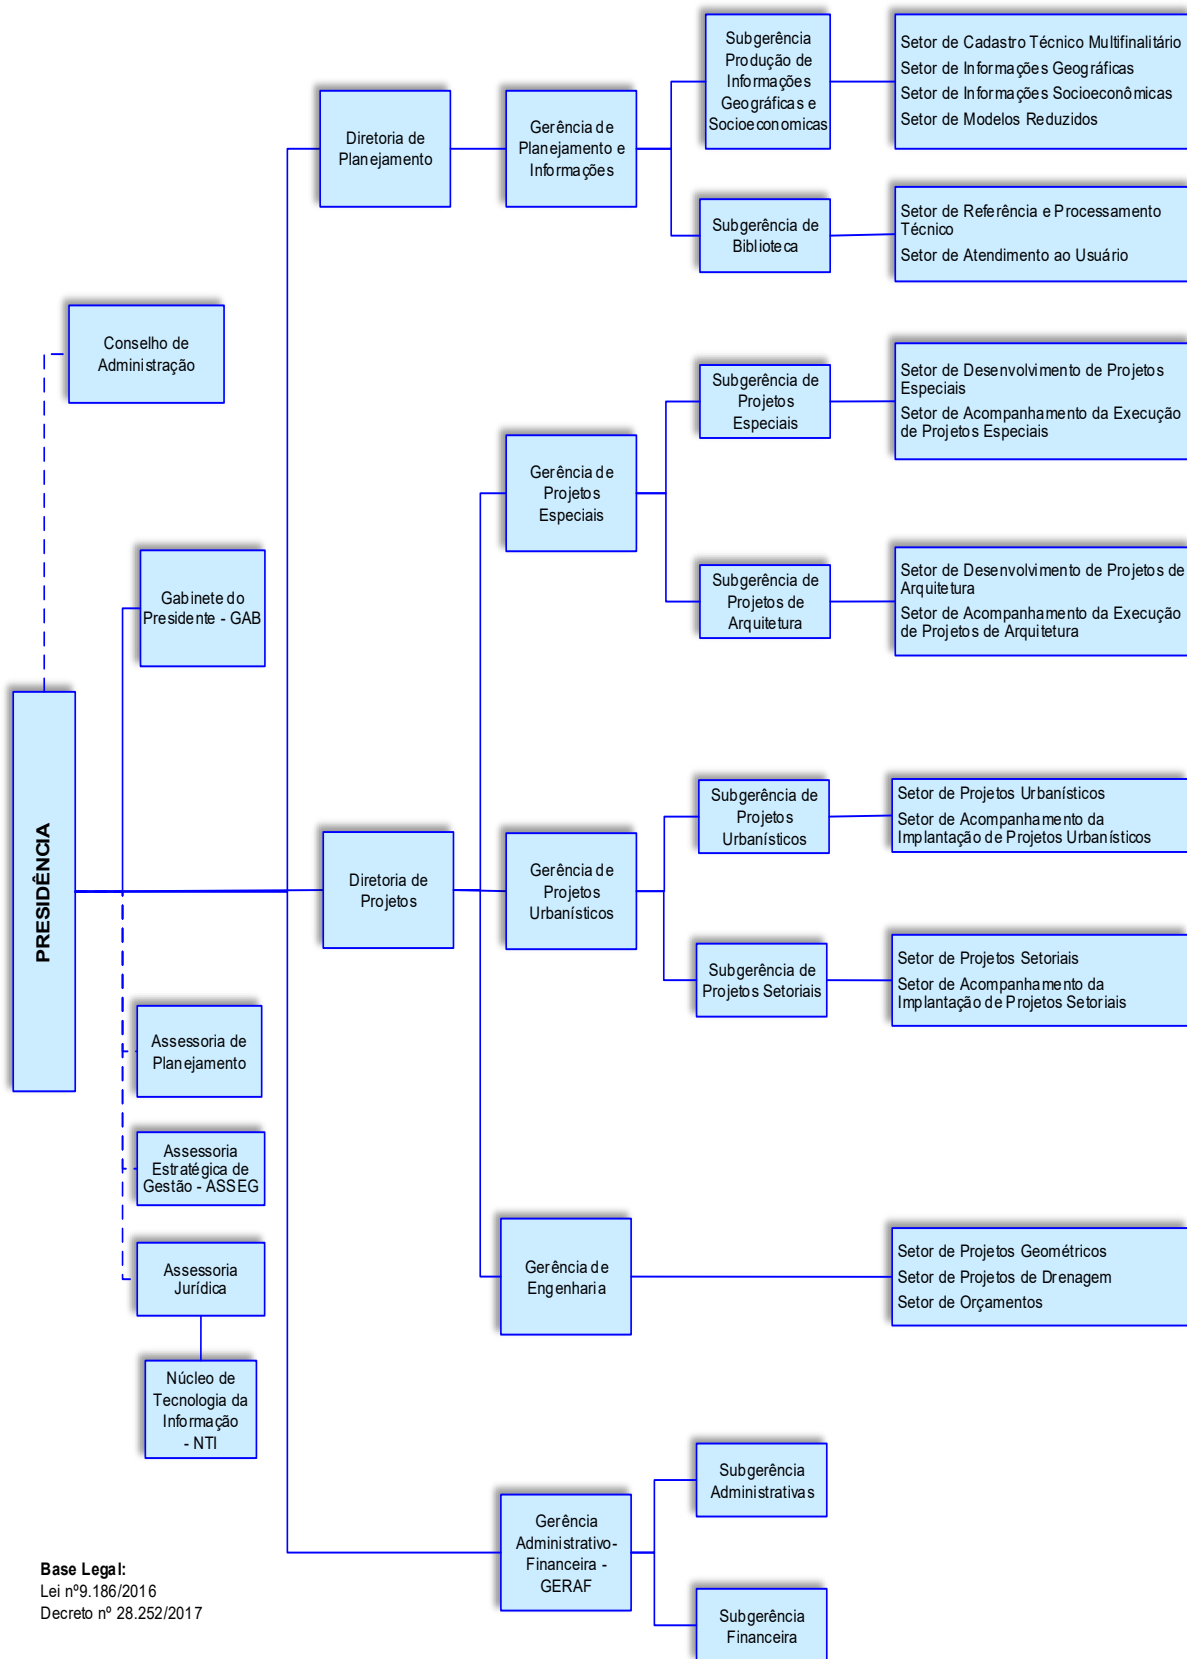 Subgerência
Produção de
Informações
Geográficas e
Socioeconomicas
Setor de Cadastro Técnico Multifinalitário
Setor de Informações Geográficas
Setor de Informações Socioeconômicas
Setor de Modelos Reduzidos
Diretoria de
Planejamento
Gerência de
Planejamento e
Informações
Subgerência de
Biblioteca
Setor de Referência e Processamento
Técnico
Setor de Atendimento ao Usuário
Conselho de
Administração
Subgerência de
Projetos
Especiais
Setor de Desenvolvimento de Projetos
Especiais
Setor de Acompanhamento da Execução
de Projetos Especiais
Gerência de
Projetos
Especiais
Gabinete do
Presidente - GAB
Subgerência de
Projetos de
Arquitetura
Setor de Desenvolvimento de Projetos de
Arquitetura
Setor de Acompanhamento da Execução
de Projetos de Arquitetura
PRESIDÊNCIA
Subgerência de
Projetos
Urbanísticos
Setor de Projetos Urbanísticos
Setor de Acompanhamento da
Implantação de Projetos Urbanísticos
Diretoria de
Projetos
Gerência de
Projetos
Urbanísticos
Subgerência de
Projetos Setoriais
Setor de Projetos Setoriais
Setor de Acompanhamento da
Implantação de Projetos Setoriais
Assessoria de
Planejamento
Assessoria
Estratégica de
Gestão - ASSEG
Assessoria
Jurídica
Gerência de
Engenharia
Setor de Projetos Geométricos
Setor de Projetos de Drenagem
Setor de Orçamentos
Núcleo de
Tecnologia da
Informação
- NTI
Subgerência
Administrativas
Gerência
Administrativo-
Financeira -
GERAF
Subgerência
Financeira
Base Legal:
Lei nº9.186/2016
Decreto nº 28.252/2017